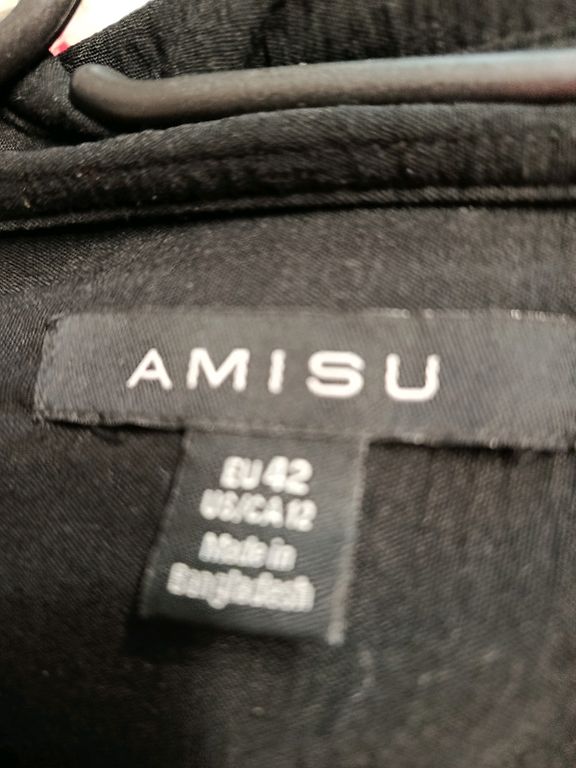 AMISU
EU 42
US/CA 12
Made in
Bangladesh